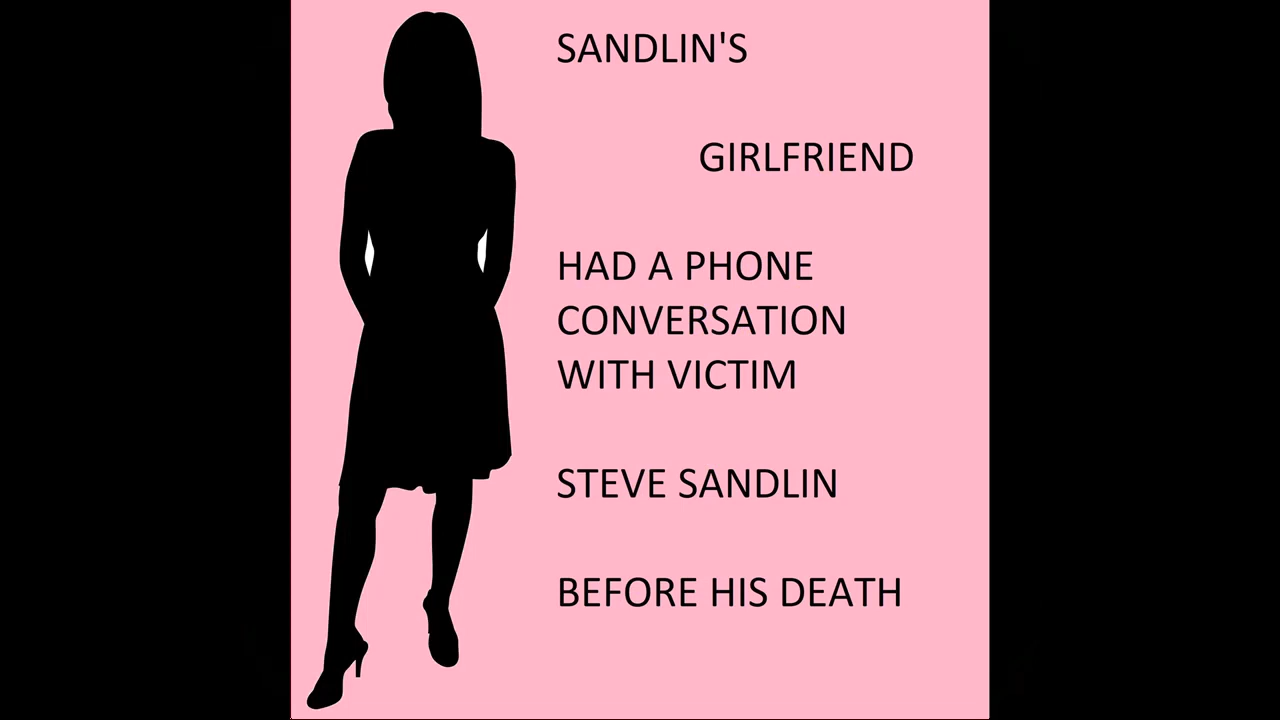 SANDLIN'S
GIRLFRIEND
HAD A PHONE
CONVERSATION
WITH VICTIM
STEVE SANDLIN
BEFORE HIS DEATH